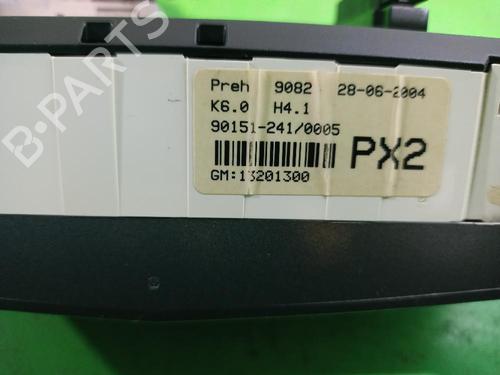 Preh 9082 28-06-2004
K6.0 H4.1
90151-241/0005
PX2
GM:13201300
B-PARTS